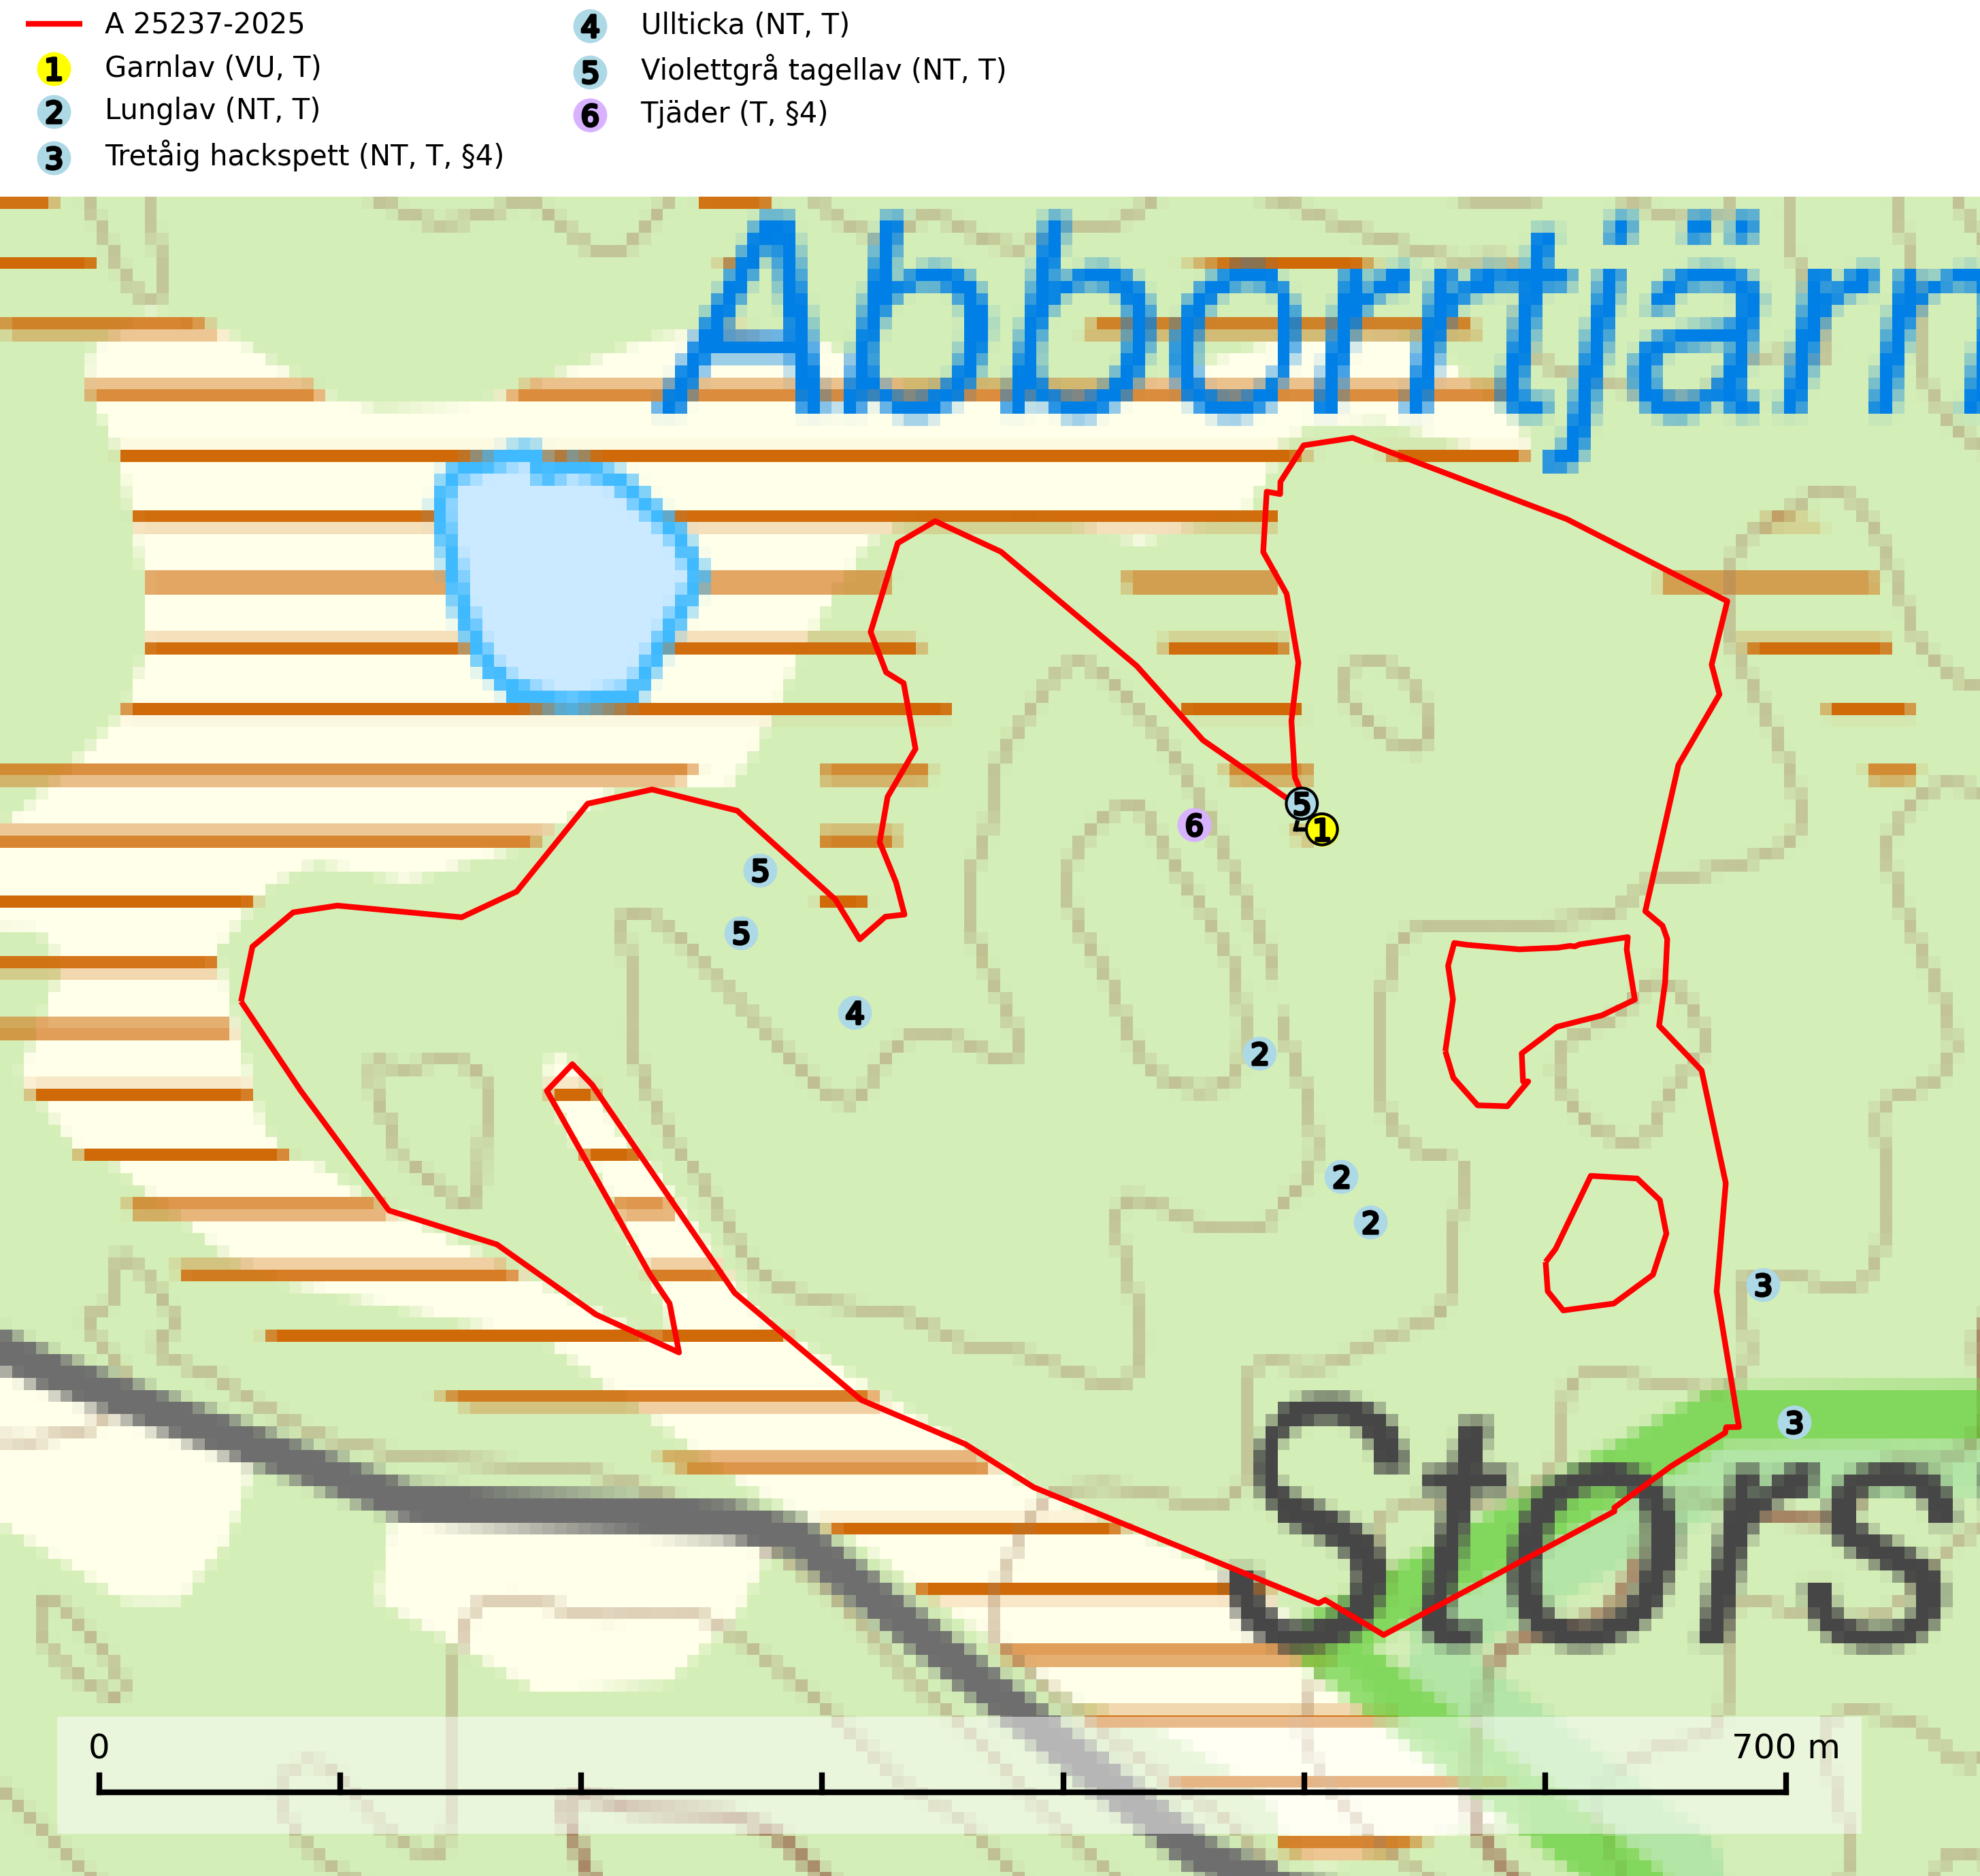 A 25237-2025
1 Garnlav (VU, T)
2 Lunglav (NT, T)
3 Tretåig hackspett (NT, T, §4)
4 Ullticka (NT, T)
5 Violettgrå tagellav (NT, T)
6 Tjäder (T, §4)
Abborrtjärn
5
6
1
5
5
4
2
2
2
3
3
Stors
0 700 m